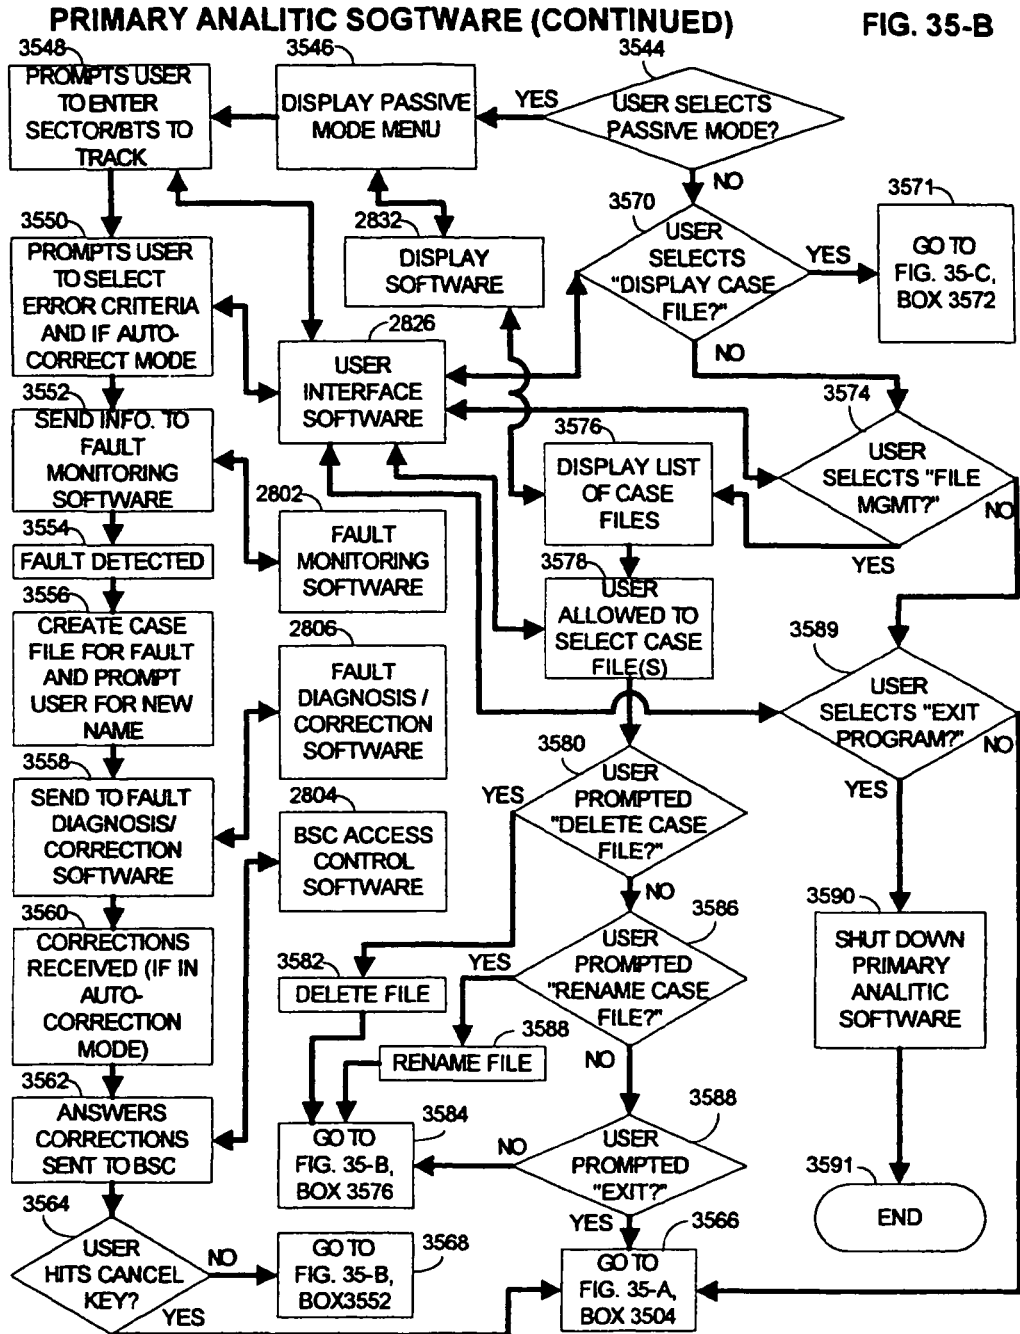 PRIMARY ANALITIC SOGTWARE (CONTINUED)
FIG. 35-B
3548
PROMPTS USER
TO ENTER
SECTOR/BTS TO
TRACK
3546
DISPLAY PASSIVE
MODE MENU
YES
3544
USER SELECTS
PASSIVE MODE?
NO
3550
PROMPTS USER
TO SELECT
ERROR CRITERIA
AND IF AUTO-
CORRECT MODE
2832
DISPLAY
SOFTWARE
3570
USER
SELECTS
"DISPLAY CASE
FILE?"
YES
NO
3571
GO TO
FIG. 35-C,
BOX 3572
2826
USER
INTERFACE
SOFTWARE
3552
SEND INFO. TO
FAULT
MONITORING
SOFTWARE
3574
USER
SELECTS "FILE
MGMT?"
NO
YES
3576
DISPLAY LIST
OF CASE
FILES
2802
FAULT
MONITORING
SOFTWARE
3554
FAULT DETECTED
3578
USER
ALLOWED TO
SELECT CASE
FILE(S)
3556
CREATE CASE
FILE FOR FAULT
AND PROMPT
USER FOR NEW
NAME
2806
FAULT
DIAGNOSIS /
CORRECTION
SOFTWARE
3589
USER
SELECTS "EXIT
PROGRAM?"
NO
YES
3558
SEND TO FAULT
DIAGNOSIS/
CORRECTION
SOFTWARE
2804
BSC ACCESS
CONTROL
SOFTWARE
3580
USER
PROMPTED
"DELETE CASE
FILE?"
YES
NO
3560
CORRECTIONS
RECEIVED (IF IN
AUTO-
CORRECTION
MODE)
3582
DELETE FILE
3586
USER
PROMPTED
"RENAME CASE
FILE?"
YES
NO
3588
RENAME FILE
3590
SHUT DOWN
PRIMARY
ANALITIC
SOFTWARE
3562
ANSWERS
CORRECTIONS
SENT TO BSC
3584
GO TO
FIG. 35-B,
BOX 3576
3588
USER
PROMPTED
"EXIT?"
NO
YES
3591
END
3564
USER
HITS CANCEL
KEY?
NO
YES
3568
GO TO
FIG. 35-B,
BOX3552
3566
GO TO
FIG. 35-A,
BOX 3504